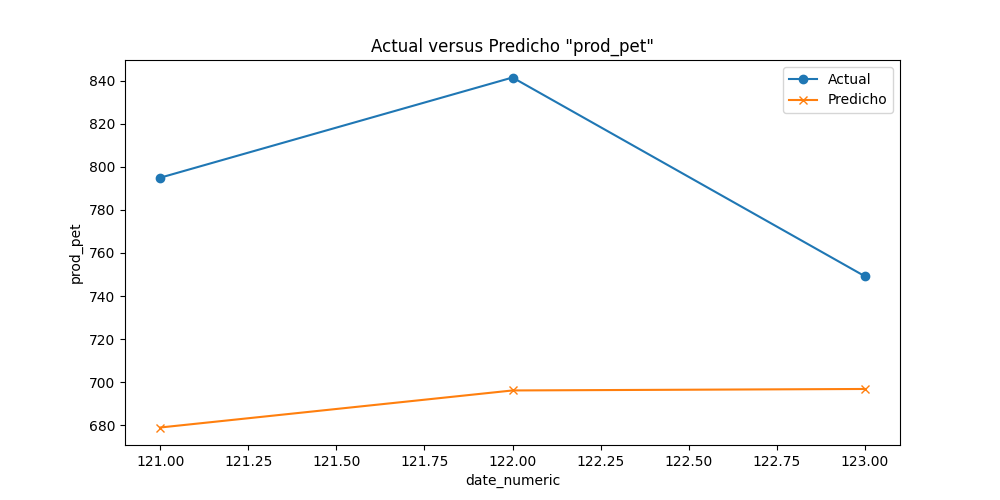 Actual versus Predicho "prod_pet"
Actual
Predicho
prod_pet
840
820
800
780
760
740
720
700
680
121.00 121.25 121.50 121.75 122.00 122.25 122.50 122.75 123.00
date_numeric